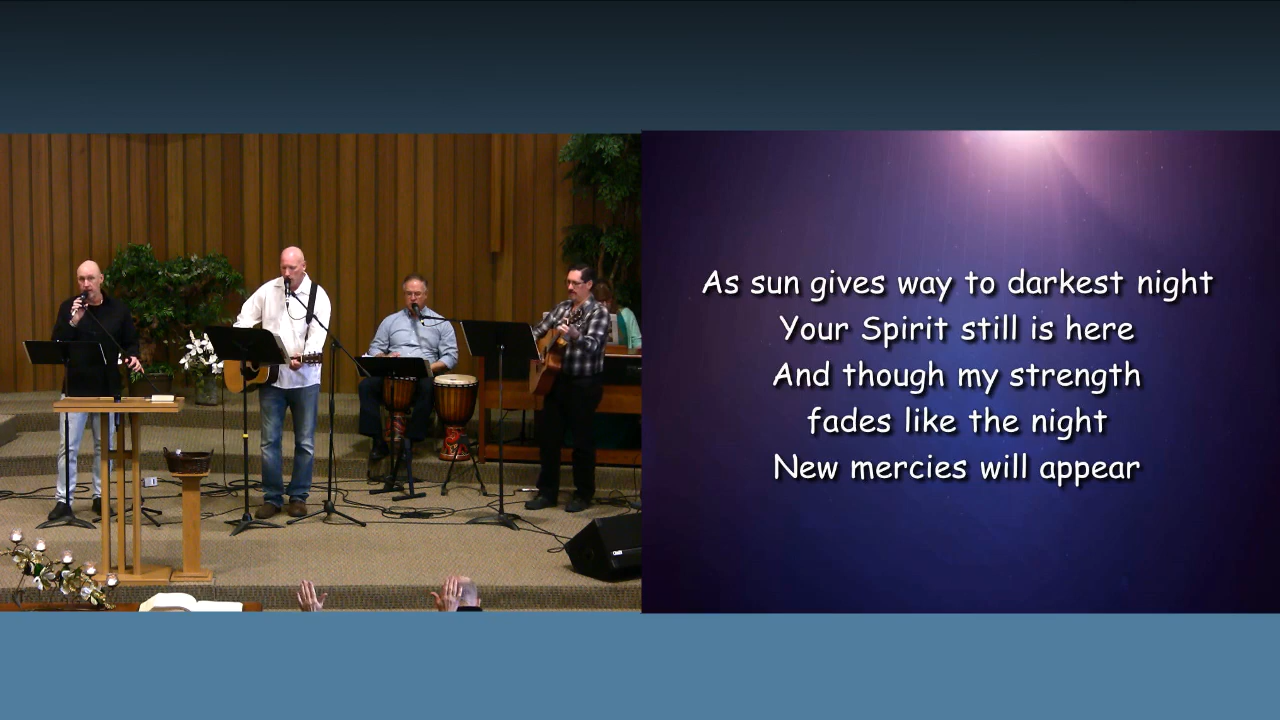 As sun gives way to darkest night
Your Spirit still is here
And though my strength
fades like the night
New mercies will appear